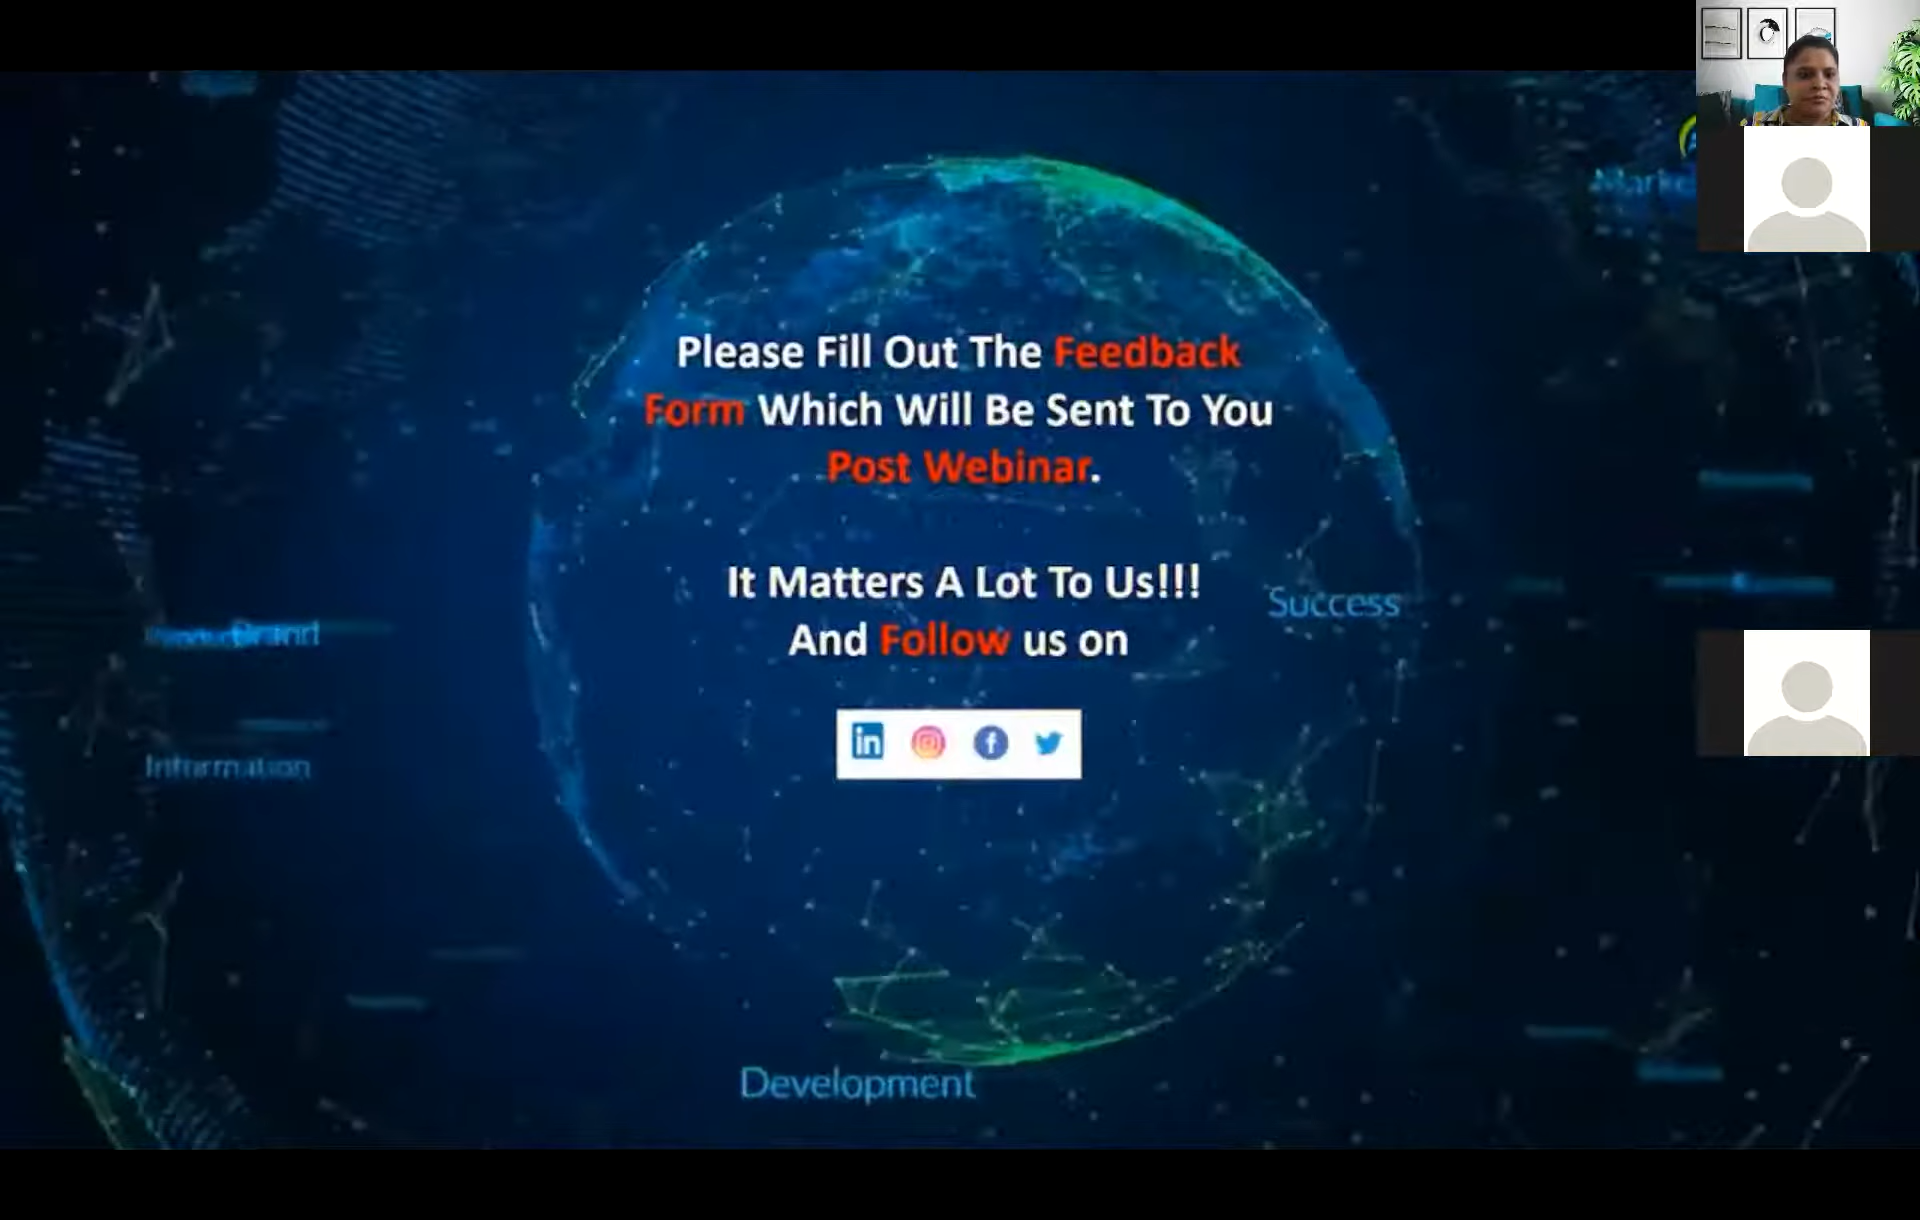 Please Fill Out The Feedback
Form Which Will Be Sent To You
Post Webinar.
It Matters A Lot To Us!!!
And Follow us on
in f
Success
Information
Development